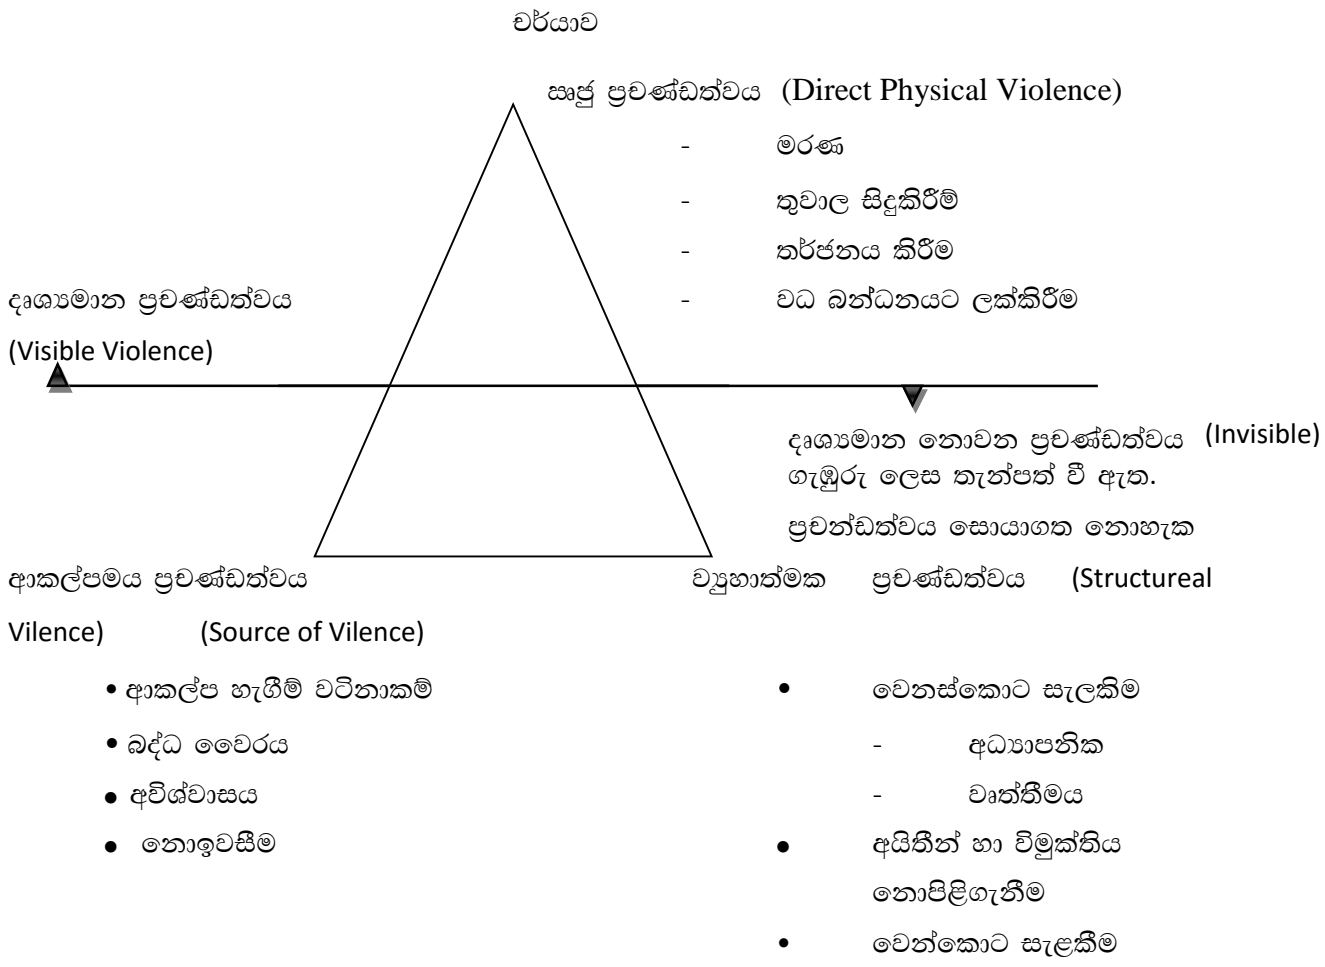 චර්යාව
ඍජු ප්‍රචණ්ඩත්වය (Direct Physical Violence)
- මරණ
- තුවාල සිදුකිරීම්
- තර්ජනය කිරීම
දෘශ්‍යමාන ප්‍රචණ්ඩත්වය - වධ බන්ධනයට ලක්කිරීම
(Visible Violence)
දෘශ්‍යමාන නොවන ප්‍රචණ්ඩත්වය (Invisible)
ගැඹුරු ලෙස තැන්පත් වී ඇත.
ප්‍රචන්ඩත්වය සොයාගත නොහැක
ආකල්පමය ප්‍රචණ්ඩත්වය ව්‍යුහාත්මක ප්‍රචණ්ඩත්වය (Structureal
Vilence) (Source of Vilence)
• ආකල්ප හැගීම් වටිනාකම් • වෙනස්කොට සැලකිම
• බද්ධ වෛරය - අධ්‍යාපනික
• අවිශ්වාසය - වෘත්තීමය
• නොඉවසීම • අයිතීන් හා විමුක්තිය
නොපිළිගැනීම
• වෙන්කොට සැළකීම